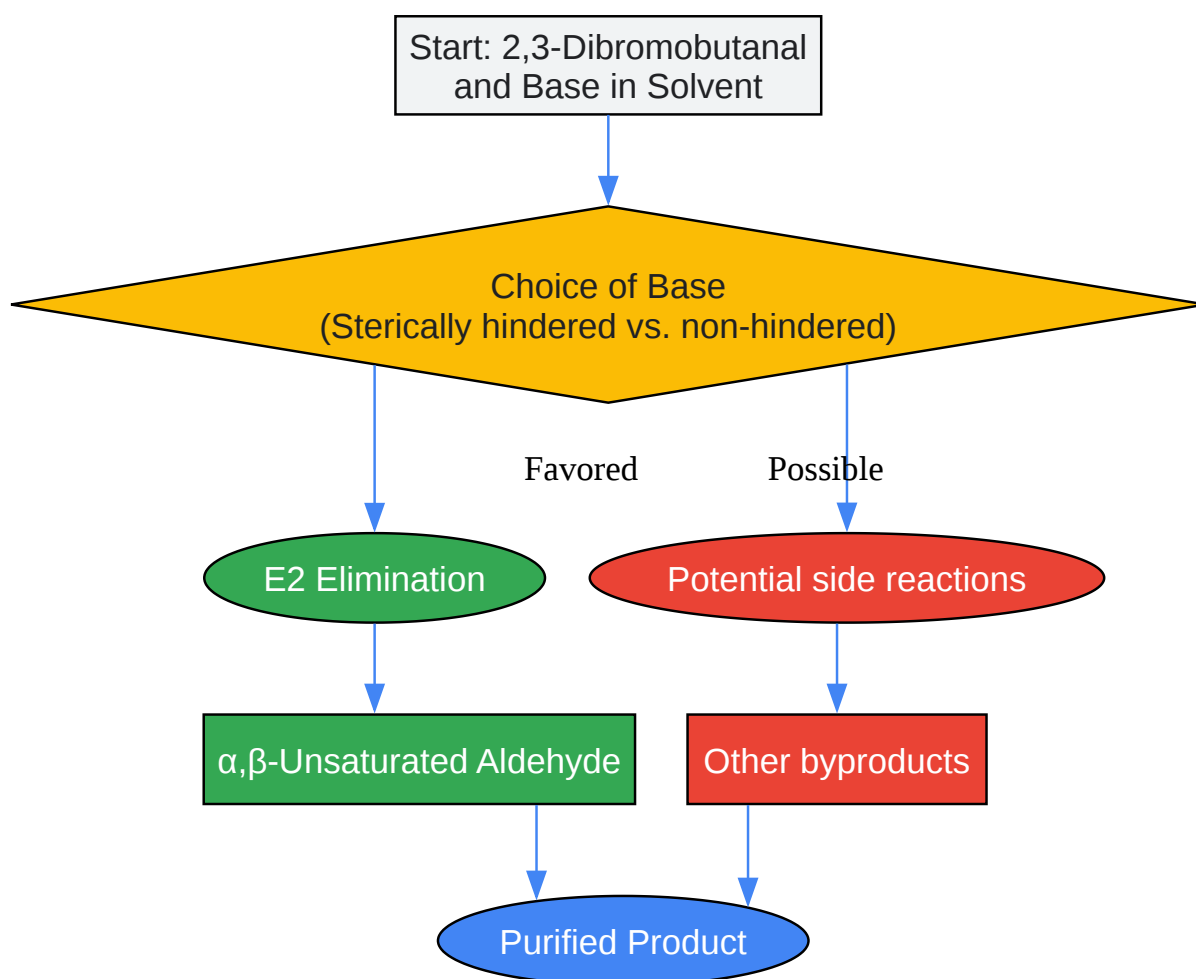 Start: 2,3-Dibromobutanal
and Base in Solvent
Choice of Base
(Sterically hindered vs. non-hindered)
Favored
Possible
E2 Elimination
Potential side reactions
α,β-Unsaturated Aldehyde
Other byproducts
Purified Product